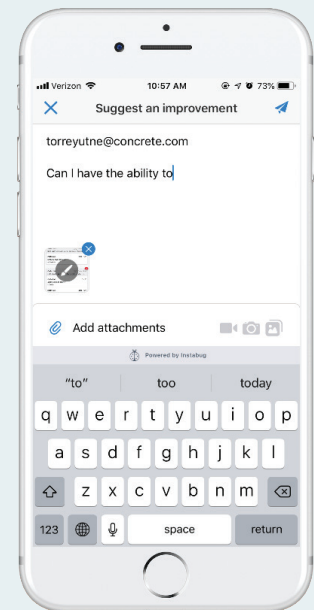 Verizon 10:57 AM 73%
Suggest an improvement
torreyutne@concrete.com
Can I have the ability to
Add attachments
Powered by Instabug
"to" too today
q w e r t y u i o p
a s d f g h j k l
z x c v b n m
123 space return